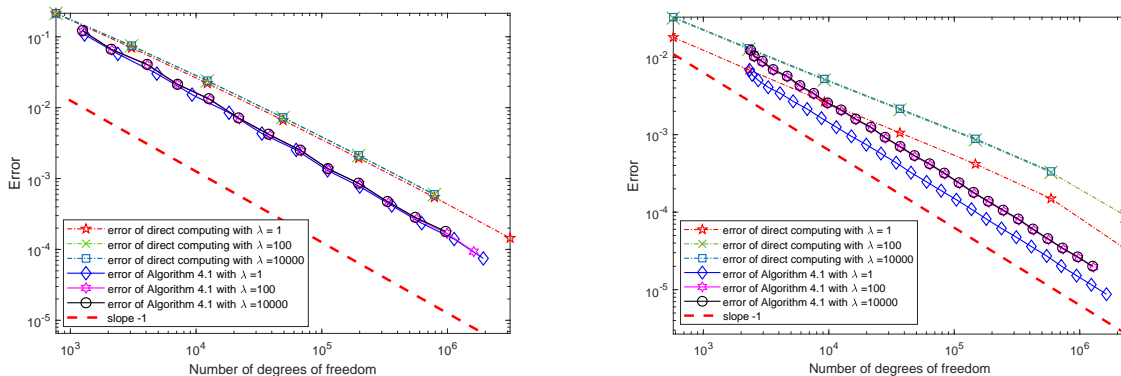 10^-1
10^-2
10^-3
10^-4
10^-5
Error
error of direct computing with λ = 1
error of direct computing with λ =100
error of direct computing with λ =10000
error of Algorithm 4.1 with λ =1
error of Algorithm 4.1 with λ =100
error of Algorithm 4.1 with λ =10000
slope -1
10^3 10^4 10^5 10^6
Number of degrees of freedom
10^-2
10^-3
10^-4
10^-5
Error
error of direct computing with λ = 1
error of direct computing with λ =100
error of direct computing with λ =10000
error of Algorithm 4.1 with λ =1
error of Algorithm 4.1 with λ =100
error of Algorithm 4.1 with λ =10000
slope -1
10^3 10^4 10^5 10^6
Number of degrees of freedom